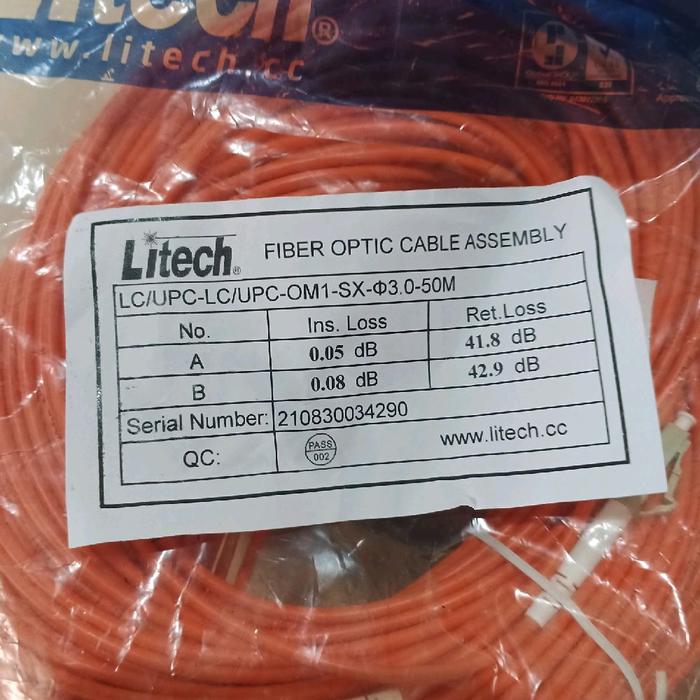 Litech®
www.litech.cc
Litech® FIBER OPTIC CABLE ASSEMBLY
LC/UPC-LC/UPC-OM1-SX-Φ3.0-50M
No. Ins. Loss Ret.Loss
A 0.05 dB 41.8 dB
B 0.08 dB 42.9 dB
Serial Number: 210830034290
QC: PASS 002 www.litech.cc